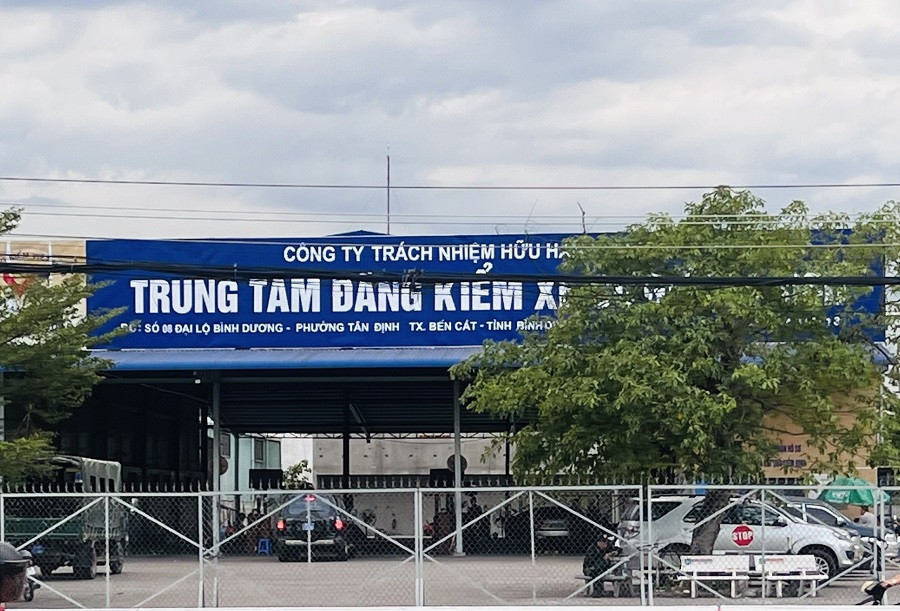 CÔNG TY TRÁCH NHIỆM HỮU
TRUNG TÂM ĐĂNG KIỂM
ĐC: SỐ 08 ĐẠI LỘ BÌNH DƯƠNG - PHƯỜNG TÂN ĐỊNH TX. BẾN CÁT - TỈNH BÌNH
STOP